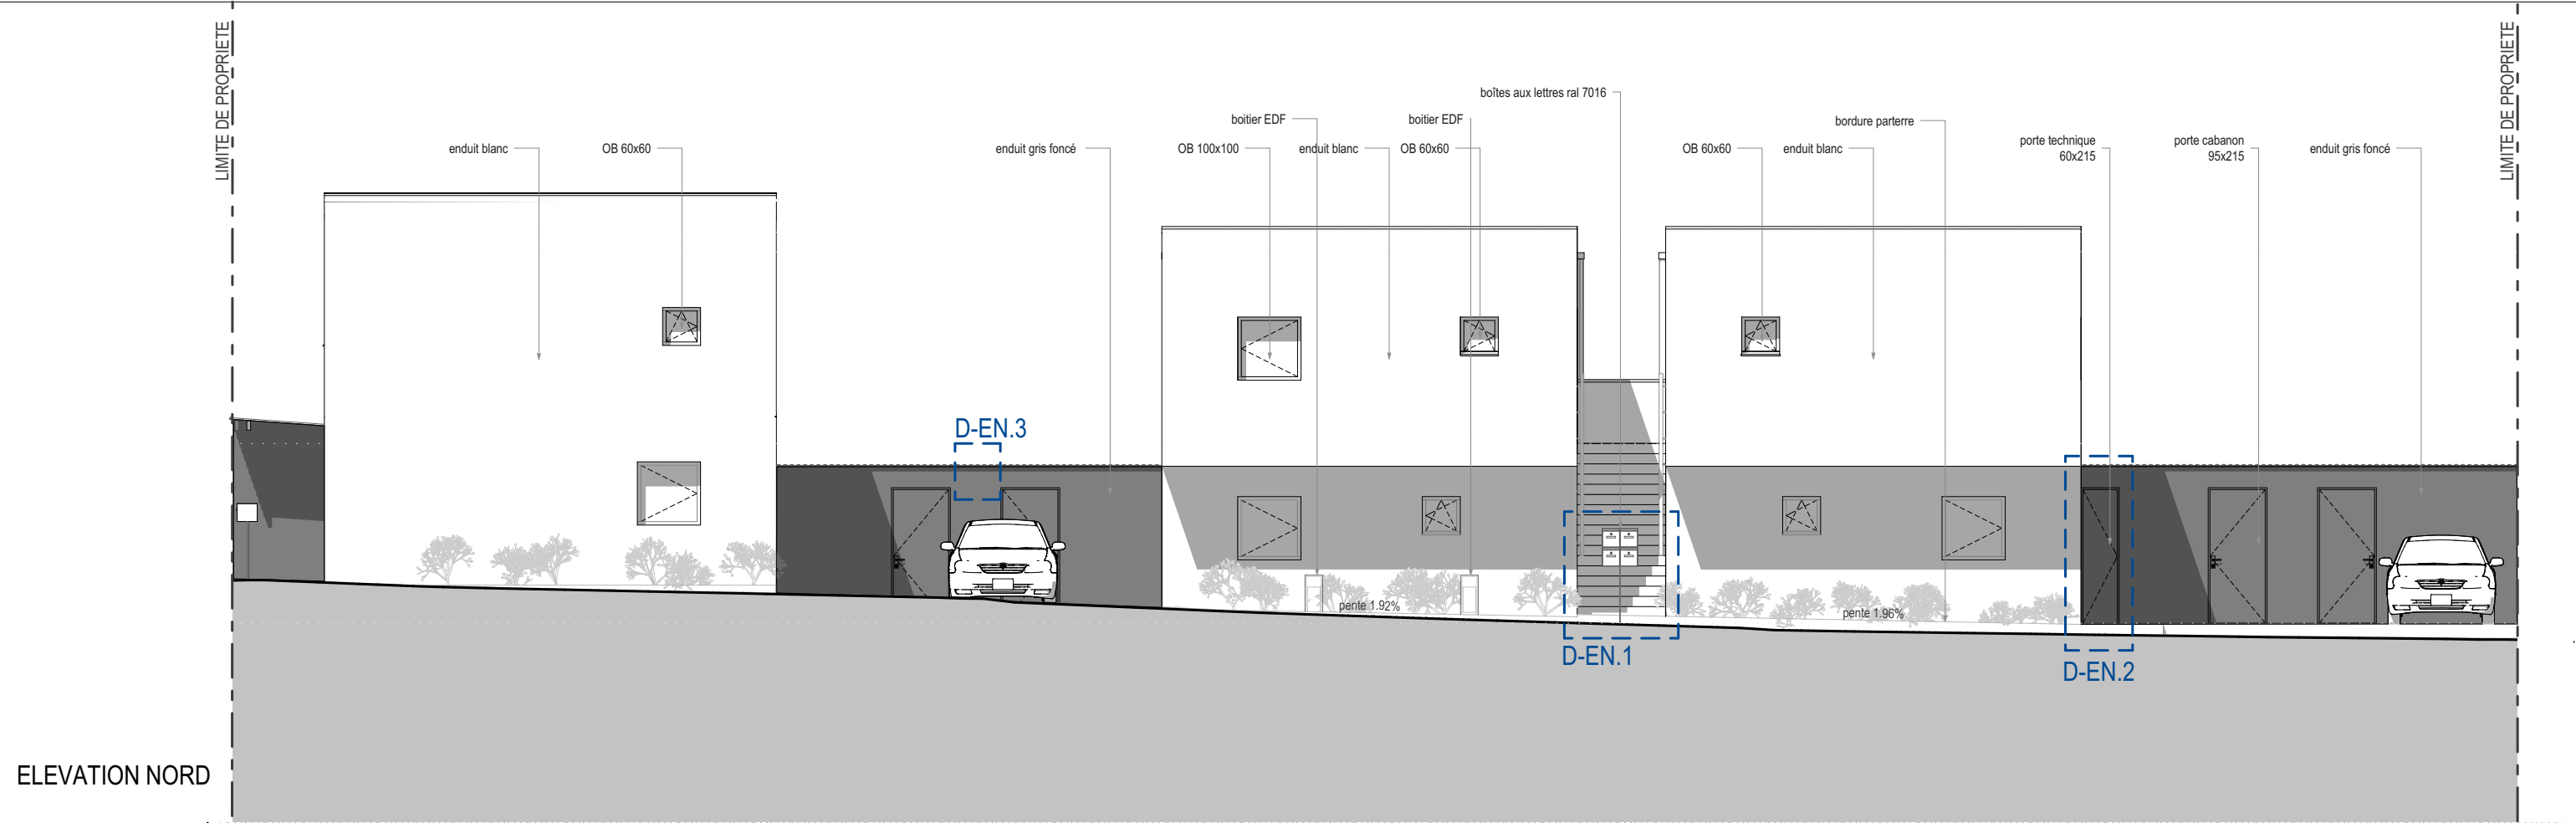 LIMITE DE PROPRIETE
LIMITE DE PROPRIETE
boîtes aux lettres ral 7016
boitier EDF
boitier EDF
bordure parterre
enduit blanc
OB 60x60
enduit gris foncé
OB 100x100
enduit blanc
OB 60x60
OB 60x60
enduit blanc
porte technique
60x215
porte cabanon
95x215
enduit gris foncé
D-EN.3
pente 1.92%
pente 1.96%
D-EN.1
D-EN.2
ELEVATION NORD